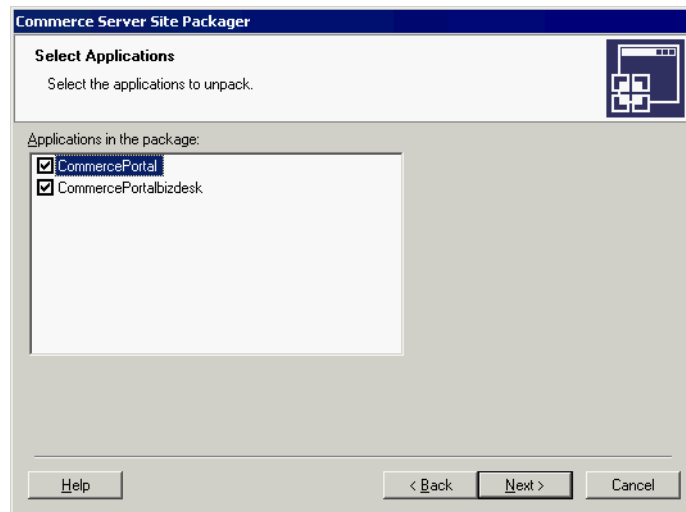 Commerce Server Site Packager
Select Applications
Select the applications to unpack.
Applications in the package:
CommercePortal
CommercePortalbizdesk
Help
< Back
Next >
Cancel